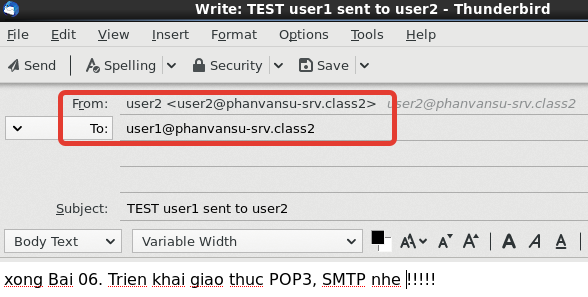 Write: TEST user1 sent to user2 - Thunderbird
File Edit View Insert Format Options Tools Help
Send Spelling Security Save
From: user2 <user2@phanvansu-srv.class2> user2@phanvansu-srv.class2
To: user1@phanvansu-srv.class2
Subject: TEST user1 sent to user2
Body Text Variable Width A A A A A A A
xong Bai 06. Trien khai giao thuc POP3, SMTP nhe !!!!!